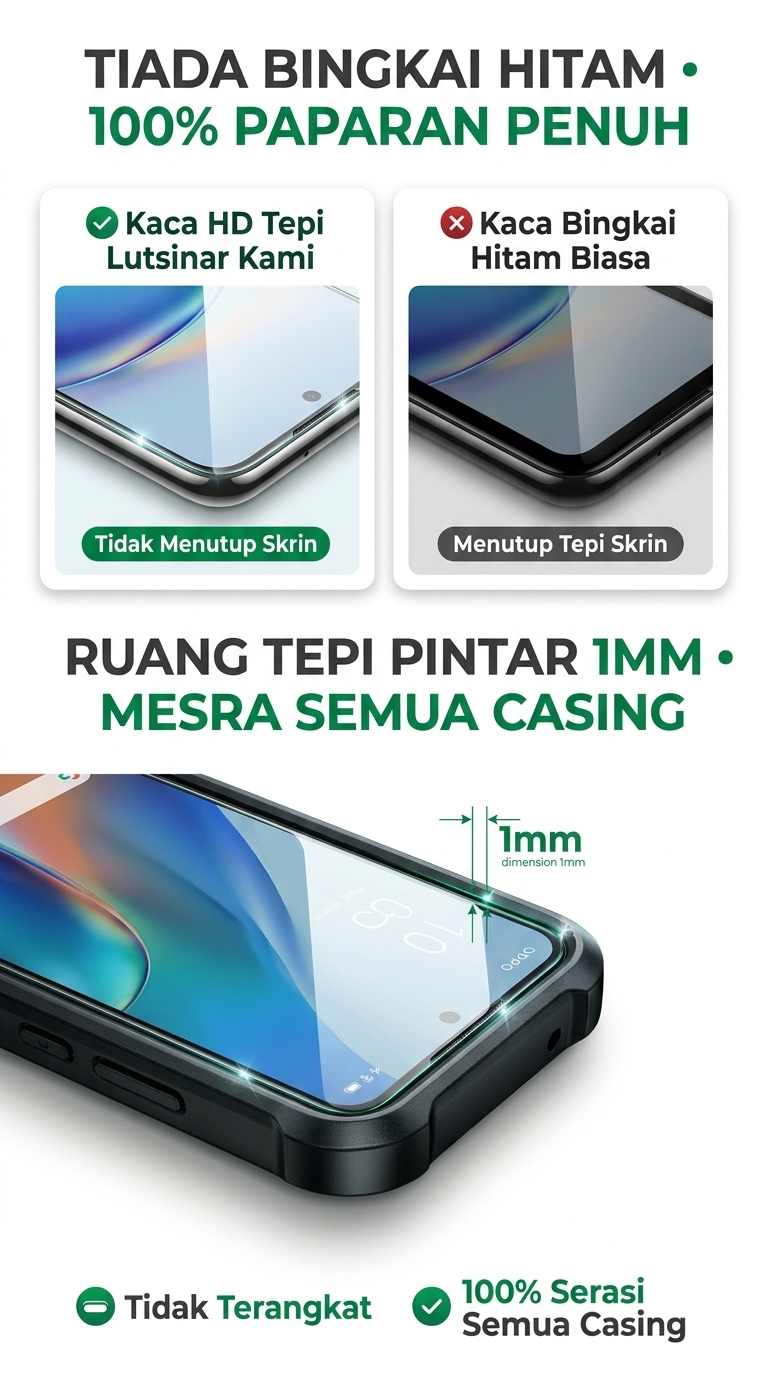 TIADA BINGKAI HITAM •
100% PAPARAN PENUH
Kaca HD Tepi
Lutsinar Kami
Kaca Bingkai
Hitam Biasa
Tidak Menutup Skrin
Menutup Tepi Skrin
RUANG TEPI PINTAR 1MM •
MESRA SEMUA CASING
1mm
dimension 1mm
Tidak Terangkat
100% Serasi
Semua Casing